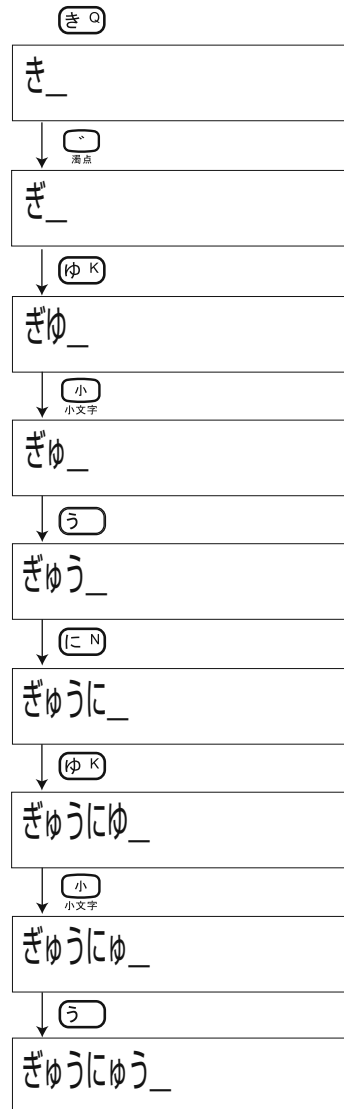 き Q
き_
゛
濁点
ぎ_
ゆ K
ぎゆ_
小
小文字
ぎゅ_
う
ぎゅう_
に N
ぎゅうに_
ゆ K
ぎゅうにゆ_
小
小文字
ぎゅうにゅ_
う
ぎゅうにゅう_